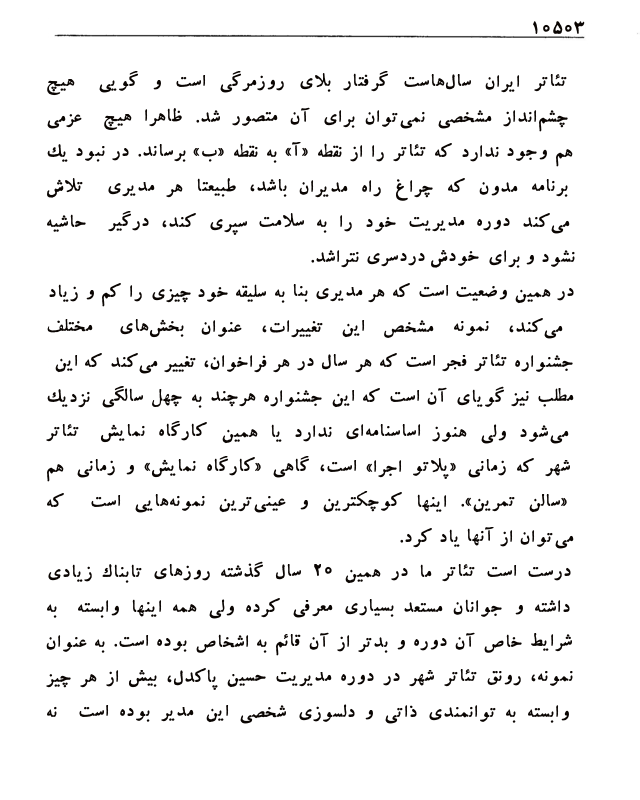 ۱۰۵۰۳
تئاتر ایران سال‌هاست گرفتار بلای روزمرگی است و گویی هیچ
چشم‌انداز مشخصی نمی‌توان برای آن متصور شد. ظاهرا هیچ عزمی
هم وجود ندارد که تئاتر را از نقطه «آ» به نقطه «ب» برساند. در نبود یك
برنامه مدون که چراغ راه مدیران باشد، طبیعتا هر مدیری تلاش
می‌کند دوره مدیریت خود را به سلامت سپری کند، درگیر حاشیه
نشود و برای خودش دردسری نتراشد.
در همین وضعیت است که هر مدیری بنا به سلیقه خود چیزی را کم و زیاد
می‌کند، نمونه مشخص این تغییرات، عنوان بخش‌های مختلف
جشنواره تئاتر فجر است که هر سال در هر فراخوان، تغییر می‌کند که این
مطلب نیز گویای آن است که این جشنواره هرچند به چهل سالگی نزدیك
می‌شود ولی هنوز اساسنامه‌ای ندارد یا همین کارگاه نمایش تئاتر
شهر که زمانی «پلاتو اجرا» است، گاهی «کارگاه نمایش» و زمانی هم
«سالن تمرین». اینها کوچکترین و عینی‌ترین نمونه‌هایی است که
می‌توان از آنها یاد کرد.
درست است تئاتر ما در همین ۲۵ سال گذشته روزهای تابناك زیادی
داشته و جوانان مستعد بسیاری معرفی کرده ولی همه اینها وابسته به
شرایط خاص آن دوره و بدتر از آن قائم به اشخاص بوده است. به عنوان
نمونه، رونق تئاتر شهر در دوره مدیریت حسین پاکدل، بیش از هر چیز
وابسته به توانمندی ذاتی و دلسوزی شخصی این مدیر بوده است نه